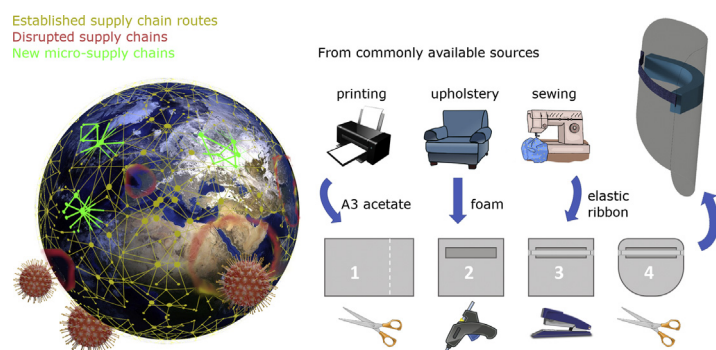 Established supply chain routes
Disrupted supply chains
New micro-supply chains
From commonly available sources
printing
upholstery
sewing
A3 acetate
foam
elastic
ribbon
1
2
3
4